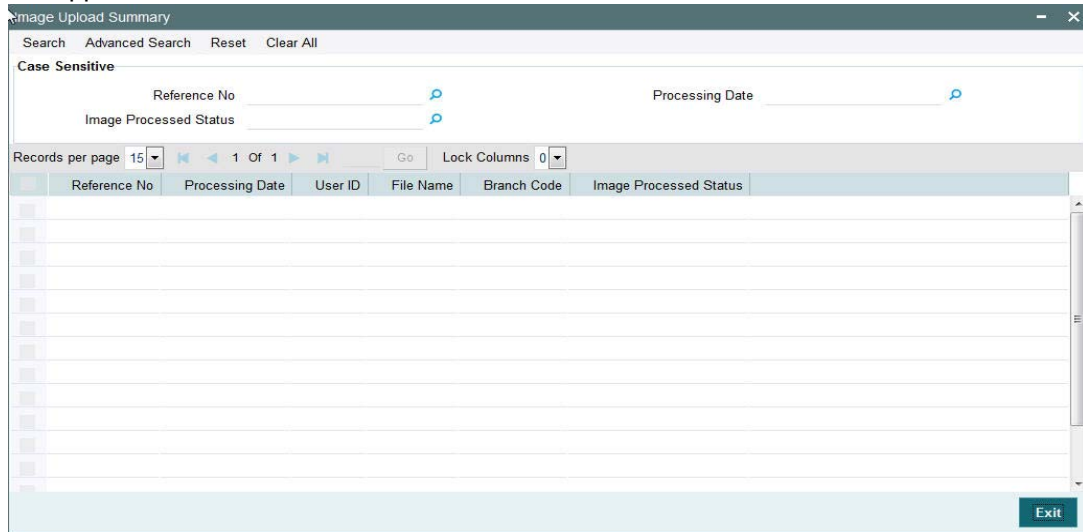 Image Upload Summary
Search Advanced Search Reset Clear All
Case Sensitive
Reference No Processing Date
Image Processed Status
Records per page 15 1 Of 1 Go Lock Columns 0
Reference No Processing Date User ID File Name Branch Code Image Processed Status
Exit